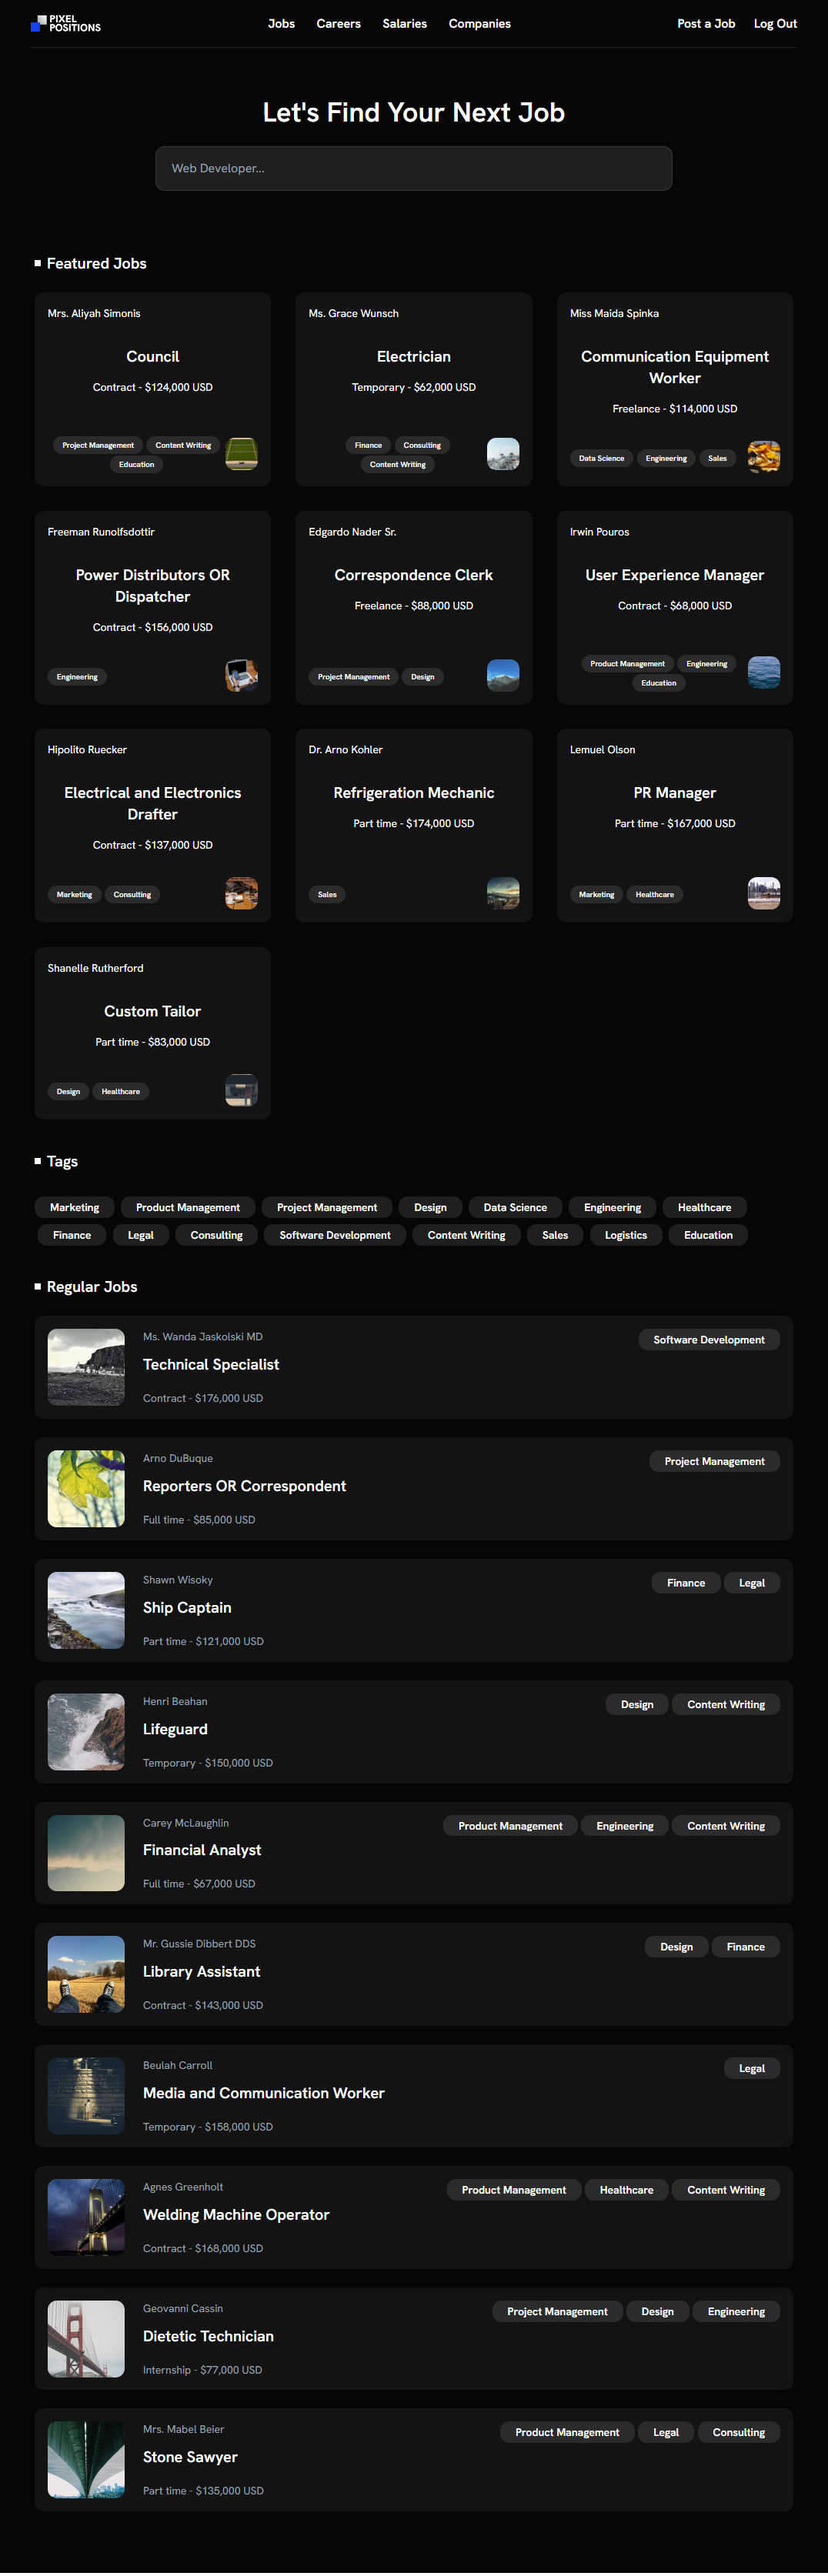 PIXEL
POSITIONS
Jobs Careers Salaries Companies
Post a Job Log Out
Let's Find Your Next Job
Web Developer...
Featured Jobs
Mrs. Aliyah Simonis
Council
Contract - $124,000 USD
Project Management Content Writing
Education
Ms. Grace Wunsch
Electrician
Temporary - $62,000 USD
Finance Consulting
Content Writing
Miss Maida Spinka
Communication Equipment
Worker
Freelance - $114,000 USD
Data Science Engineering Sales
Freeman Runolfsdottir
Power Distributors OR
Dispatcher
Contract - $156,000 USD
Engineering
Edgardo Nader Sr.
Correspondence Clerk
Freelance - $88,000 USD
Project Management Design
Irwin Pouros
User Experience Manager
Contract - $68,000 USD
Product Management Engineering
Education
Hipolito Ruecker
Electrical and Electronics
Drafter
Contract - $137,000 USD
Marketing Consulting
Dr. Arno Kohler
Refrigeration Mechanic
Part time - $174,000 USD
Sales
Lemuel Olson
PR Manager
Part time - $167,000 USD
Marketing Healthcare
Shanelle Rutherford
Custom Tailor
Part time - $83,000 USD
Design Healthcare
Tags
Marketing Product Management Project Management Design Data Science Engineering Healthcare
Finance Legal Consulting Software Development Content Writing Sales Logistics Education
Regular Jobs
Ms. Wanda Jaskolski MD
Technical Specialist
Contract - $176,000 USD
Software Development
Arno DuBuque
Reporters OR Correspondent
Full time - $85,000 USD
Project Management
Shawn Wisoky
Ship Captain
Part time - $121,000 USD
Finance Legal
Henri Beahan
Lifeguard
Temporary - $150,000 USD
Design Content Writing
Carey McLaughlin
Financial Analyst
Full time - $67,000 USD
Product Management Engineering Content Writing
Mr. Gussie Dibbert DDS
Library Assistant
Contract - $143,000 USD
Design Finance
Beulah Carroll
Media and Communication Worker
Temporary - $158,000 USD
Legal
Agnes Greenholt
Welding Machine Operator
Contract - $168,000 USD
Product Management Healthcare Content Writing
Geovanni Cassin
Dietetic Technician
Internship - $77,000 USD
Project Management Design Engineering
Mrs. Mabel Beier
Stone Sawyer
Part time - $135,000 USD
Product Management Legal Consulting